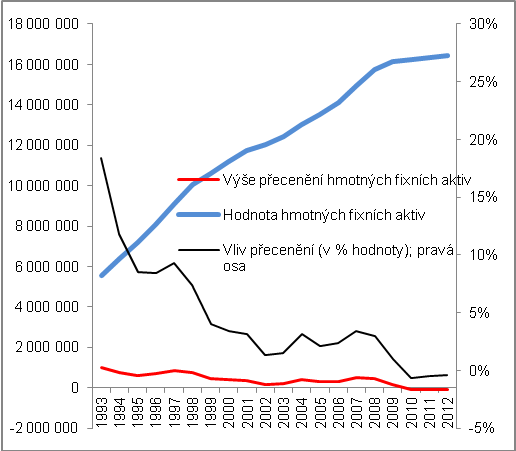 18 000 000
16 000 000
14 000 000
12 000 000
10 000 000
8 000 000
6 000 000
4 000 000
2 000 000
0
-2 000 000
30%
25%
20%
15%
10%
5%
0%
-5%
Výše přecenění hmotných fixních aktiv
Hodnota hmotných fixních aktiv
Vliv přecenění (v % hodnoty); pravá
osa
1993
1994
1995
1996
1997
1998
1999
2000
2001
2002
2003
2004
2005
2006
2007
2008
2009
2010
2011
2012